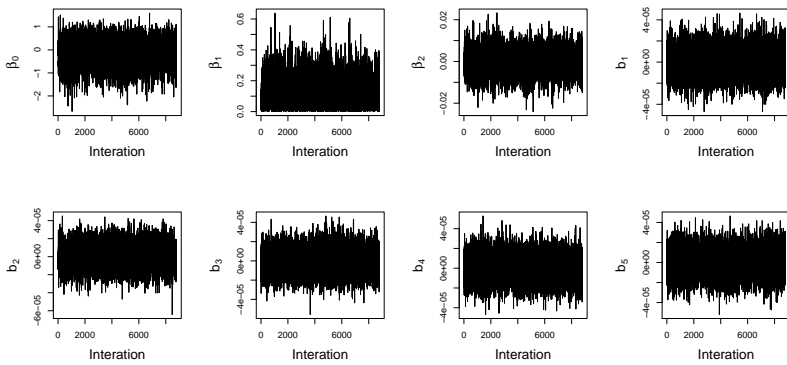 β0
−2 −1 0 1
0 2000 6000
Interation
β1
0.0 0.2 0.4 0.6
0 2000 6000
Interation
β2
−0.02 0.00 0.02
0 2000 6000
Interation
b1
−4e−05 0e+00 4e−05
0 2000 6000
Interation
b2
−6e−05 0e+00 4e−05
0 2000 6000
Interation
b3
−4e−05 0e+00 4e−05
0 2000 6000
Interation
b4
−4e−05 0e+00 4e−05
0 2000 6000
Interation
b5
−4e−05 0e+00 4e−05
0 2000 6000
Interation